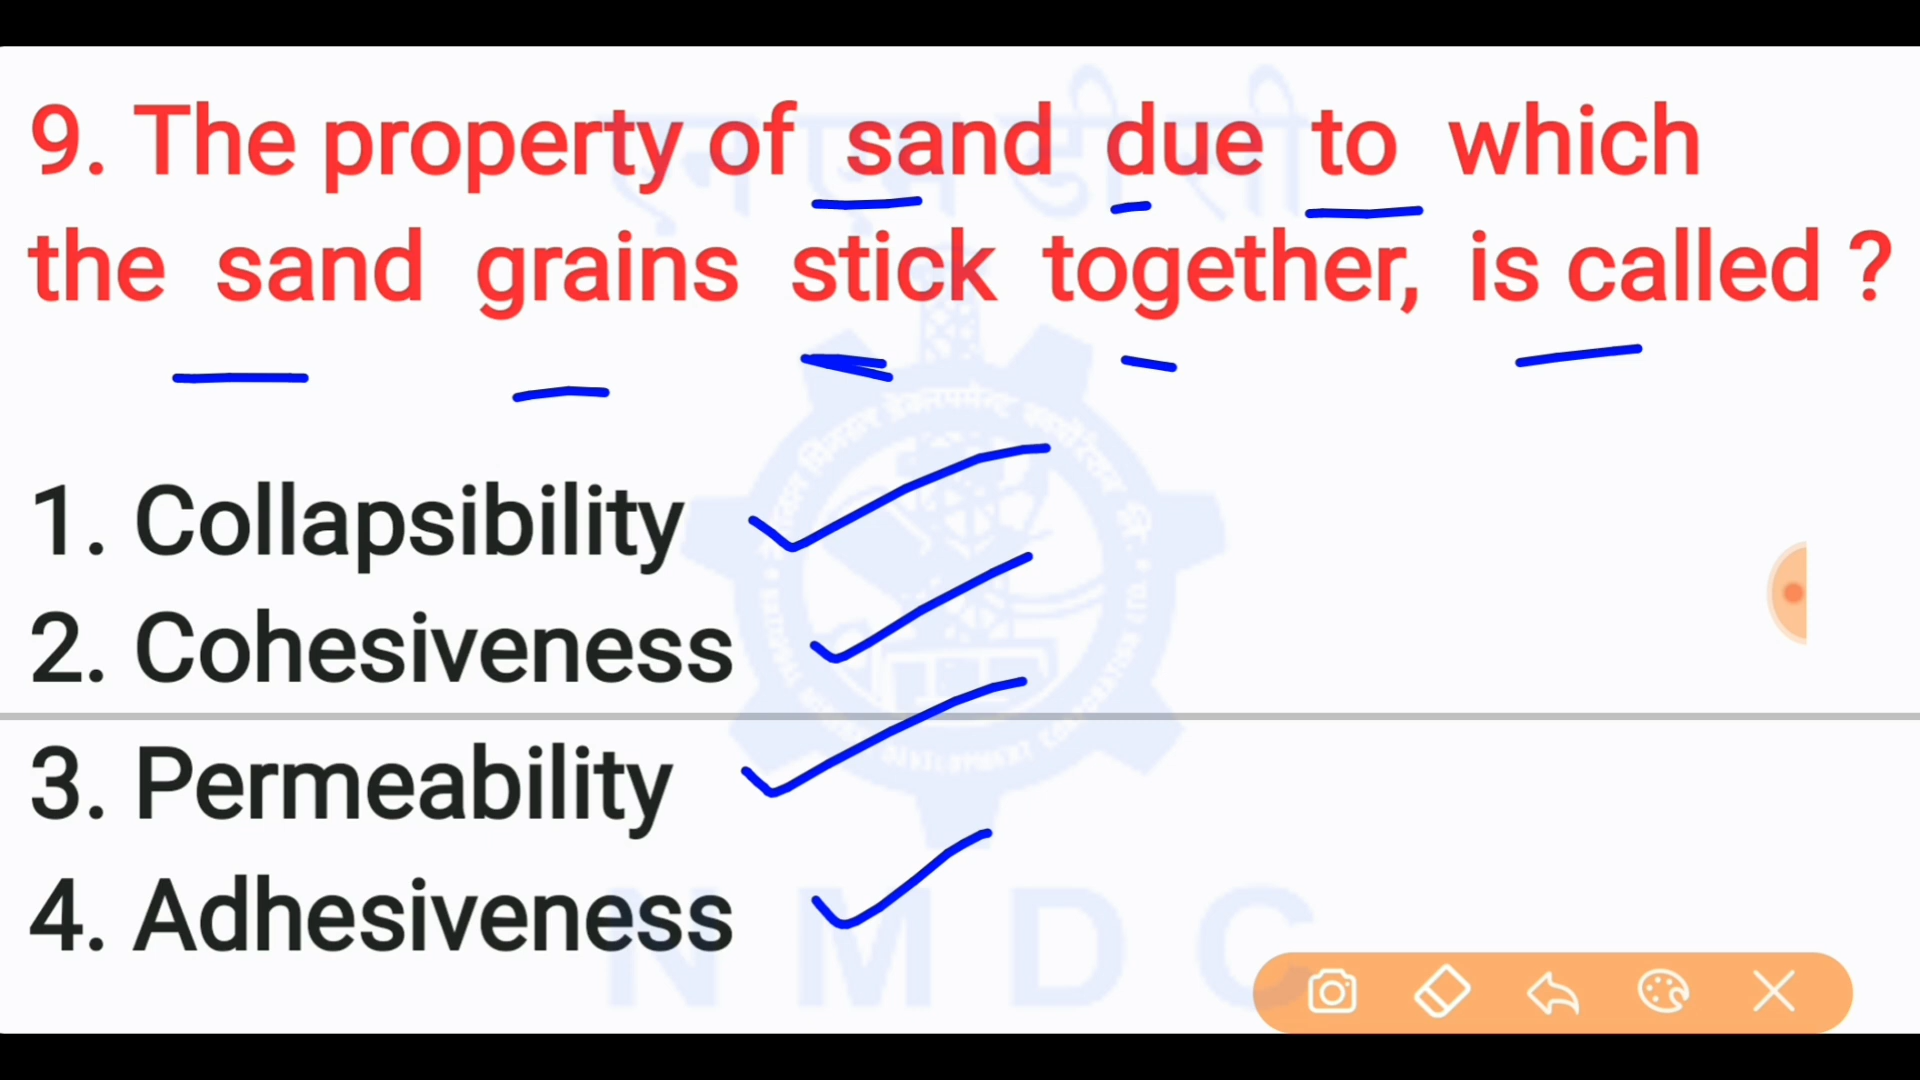 9. The property of sand due to which
the sand grains stick together, is called ?
1. Collapsibility
2. Cohesiveness
3. Permeability
4. Adhesiveness
NMDC